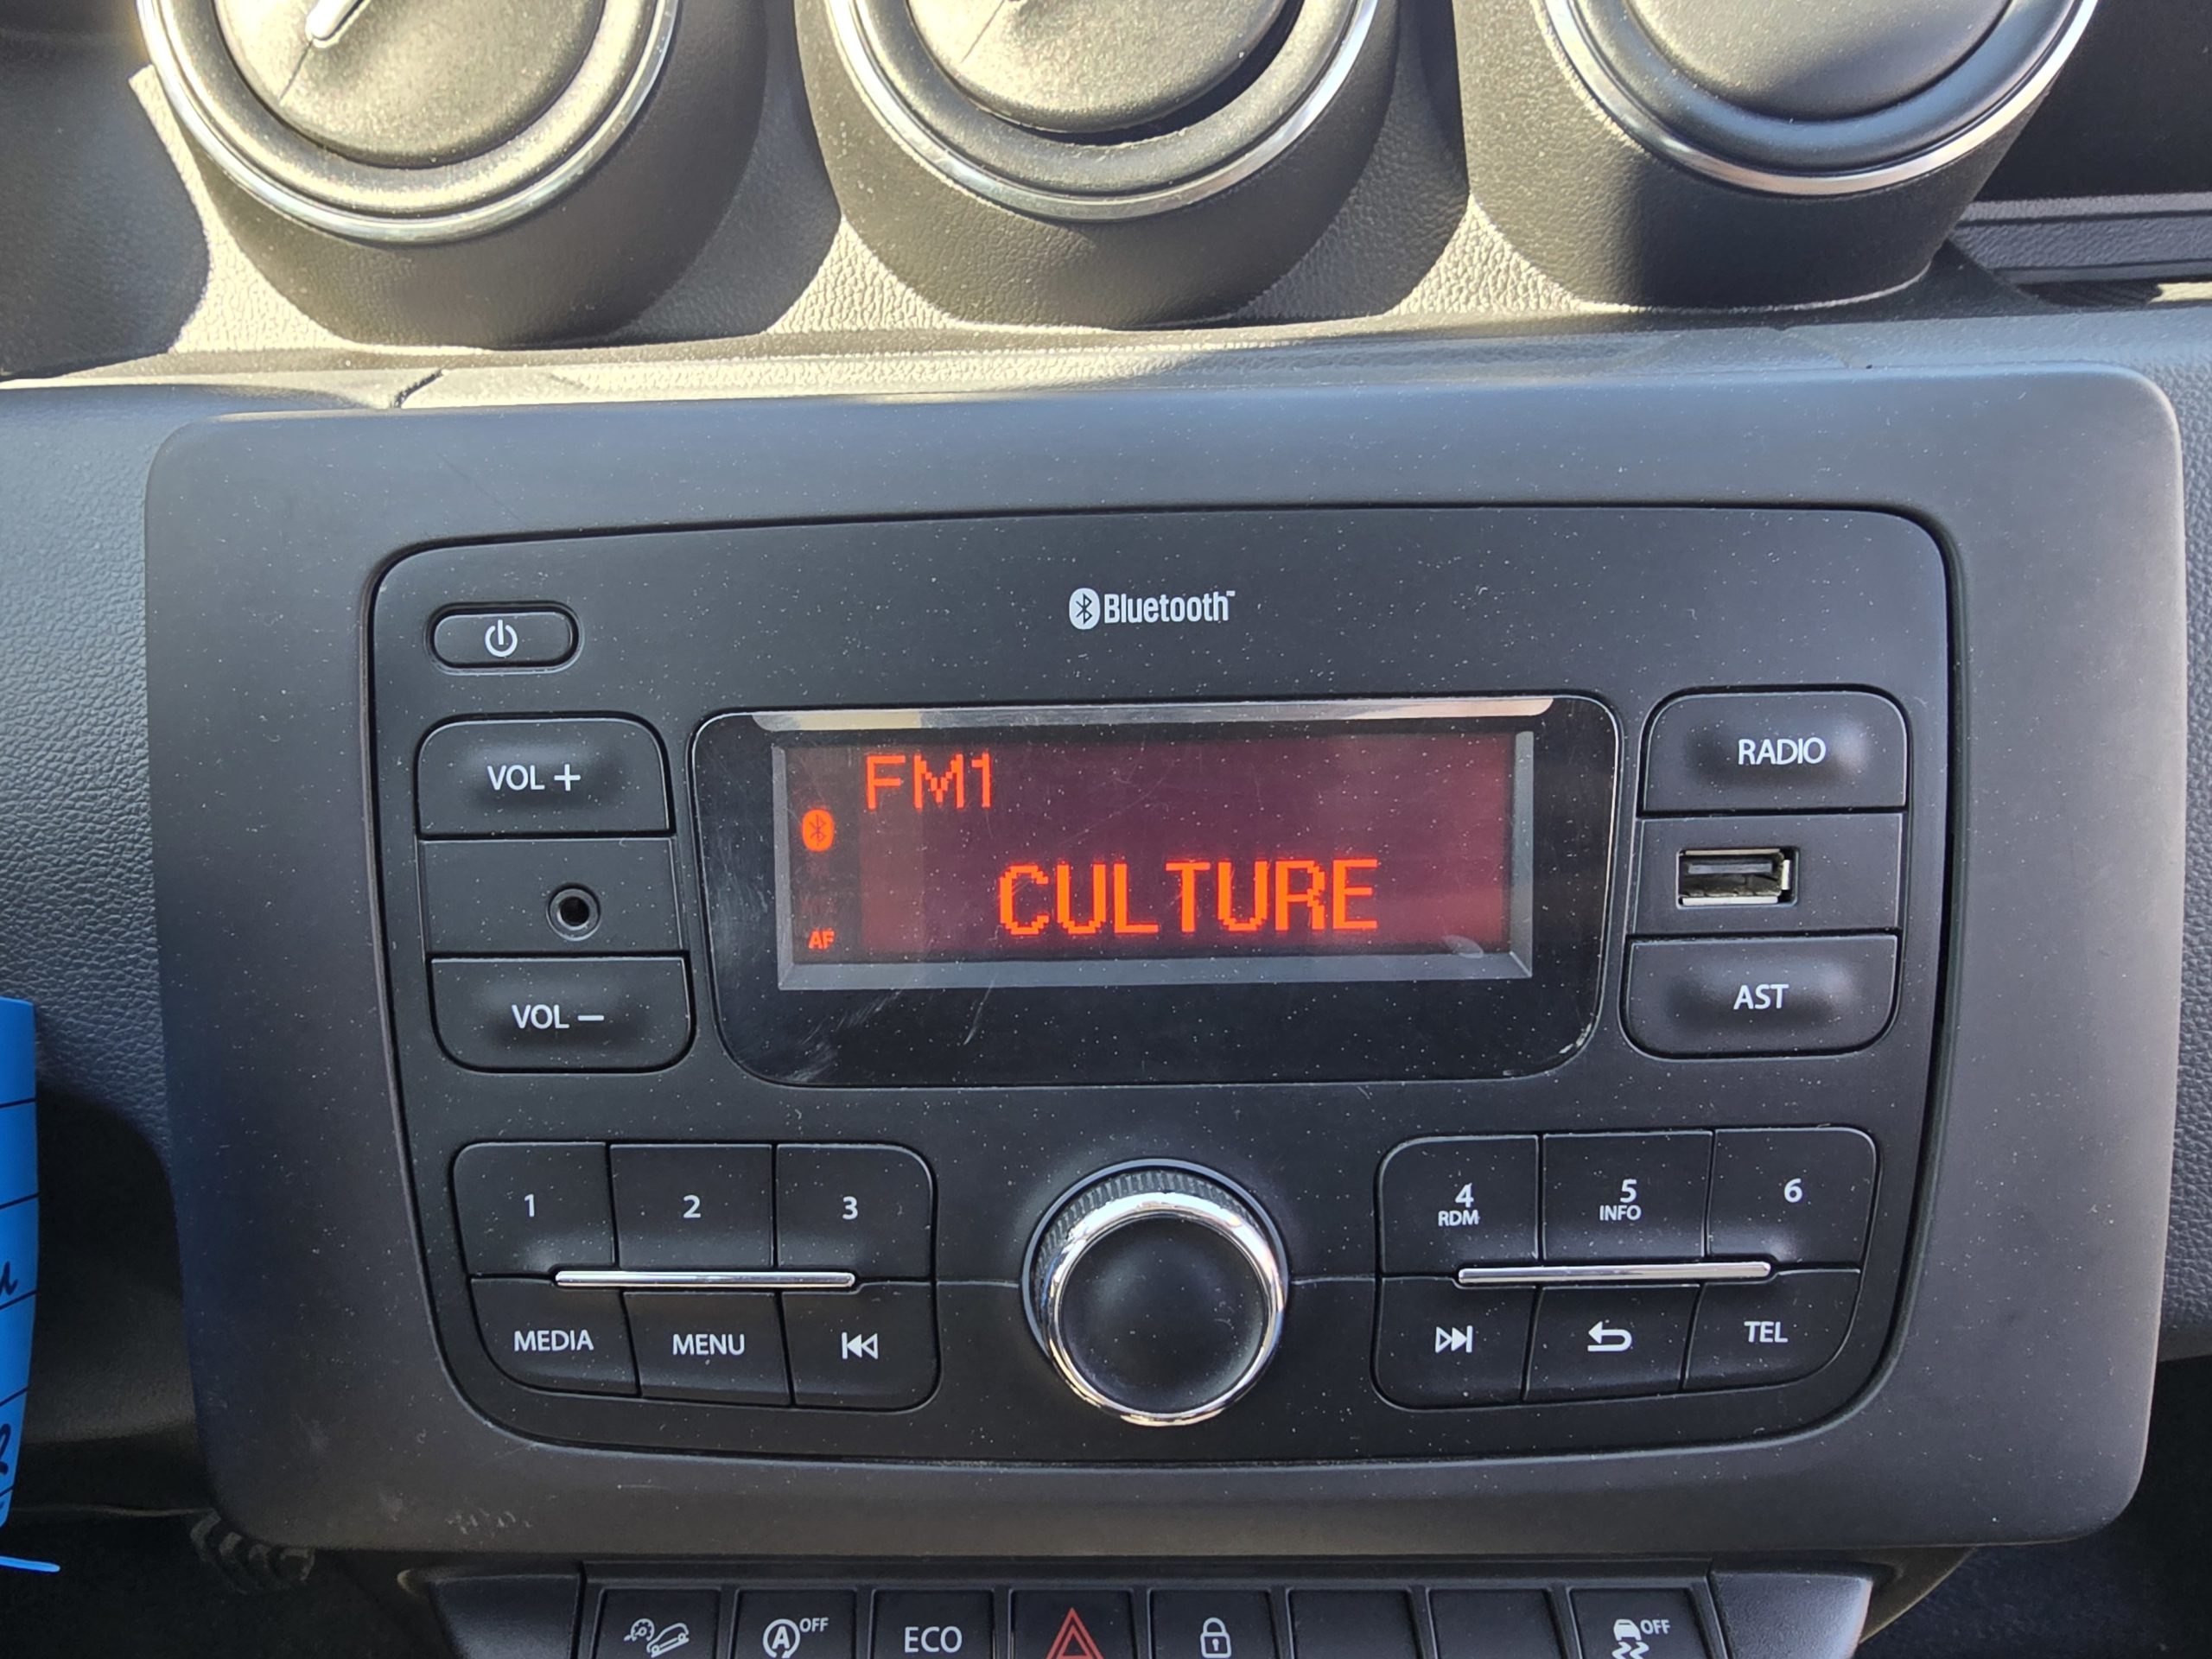 Bluetooth™
VOL +
FM1
RADIO
CULTURE
AF
VOL −
AST
1
2
3
4
RDM
5
INFO
6
MEDIA
MENU
TEL
A OFF
ECO
OFF